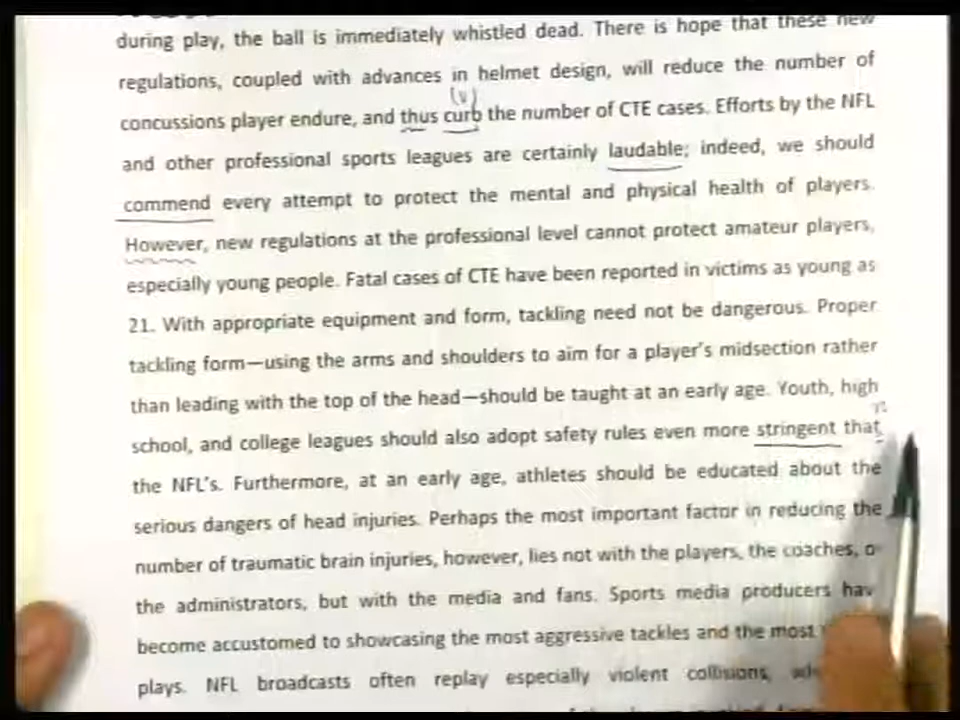 during play, the ball is immediately whistled dead. There is hope that these new
regulations, coupled with advances in helmet design, will reduce the number of
(v)
concussions player endure, and thus curb the number of CTE cases. Efforts by the NFL
and other professional sports leagues are certainly laudable; indeed, we should
commend every attempt to protect the mental and physical health of players.
However, new regulations at the professional level cannot protect amateur players,
especially young people. Fatal cases of CTE have been reported in victims as young as
21. With appropriate equipment and form, tackling need not be dangerous. Proper
tackling form—using the arms and shoulders to aim for a player's midsection rather
than leading with the top of the head—should be taught at an early age. Youth, high
n
school, and college leagues should also adopt safety rules even more stringent that
the NFL's. Furthermore, at an early age, athletes should be educated about the
serious dangers of head injuries. Perhaps the most important factor in reducing the
number of traumatic brain injuries, however, lies not with the players, the coaches,
the administrators, but with the media and fans. Sports media producers
become accustomed to showcasing the most aggressive tackles and the most
plays. NFL broadcasts often replay especially violent collisions,